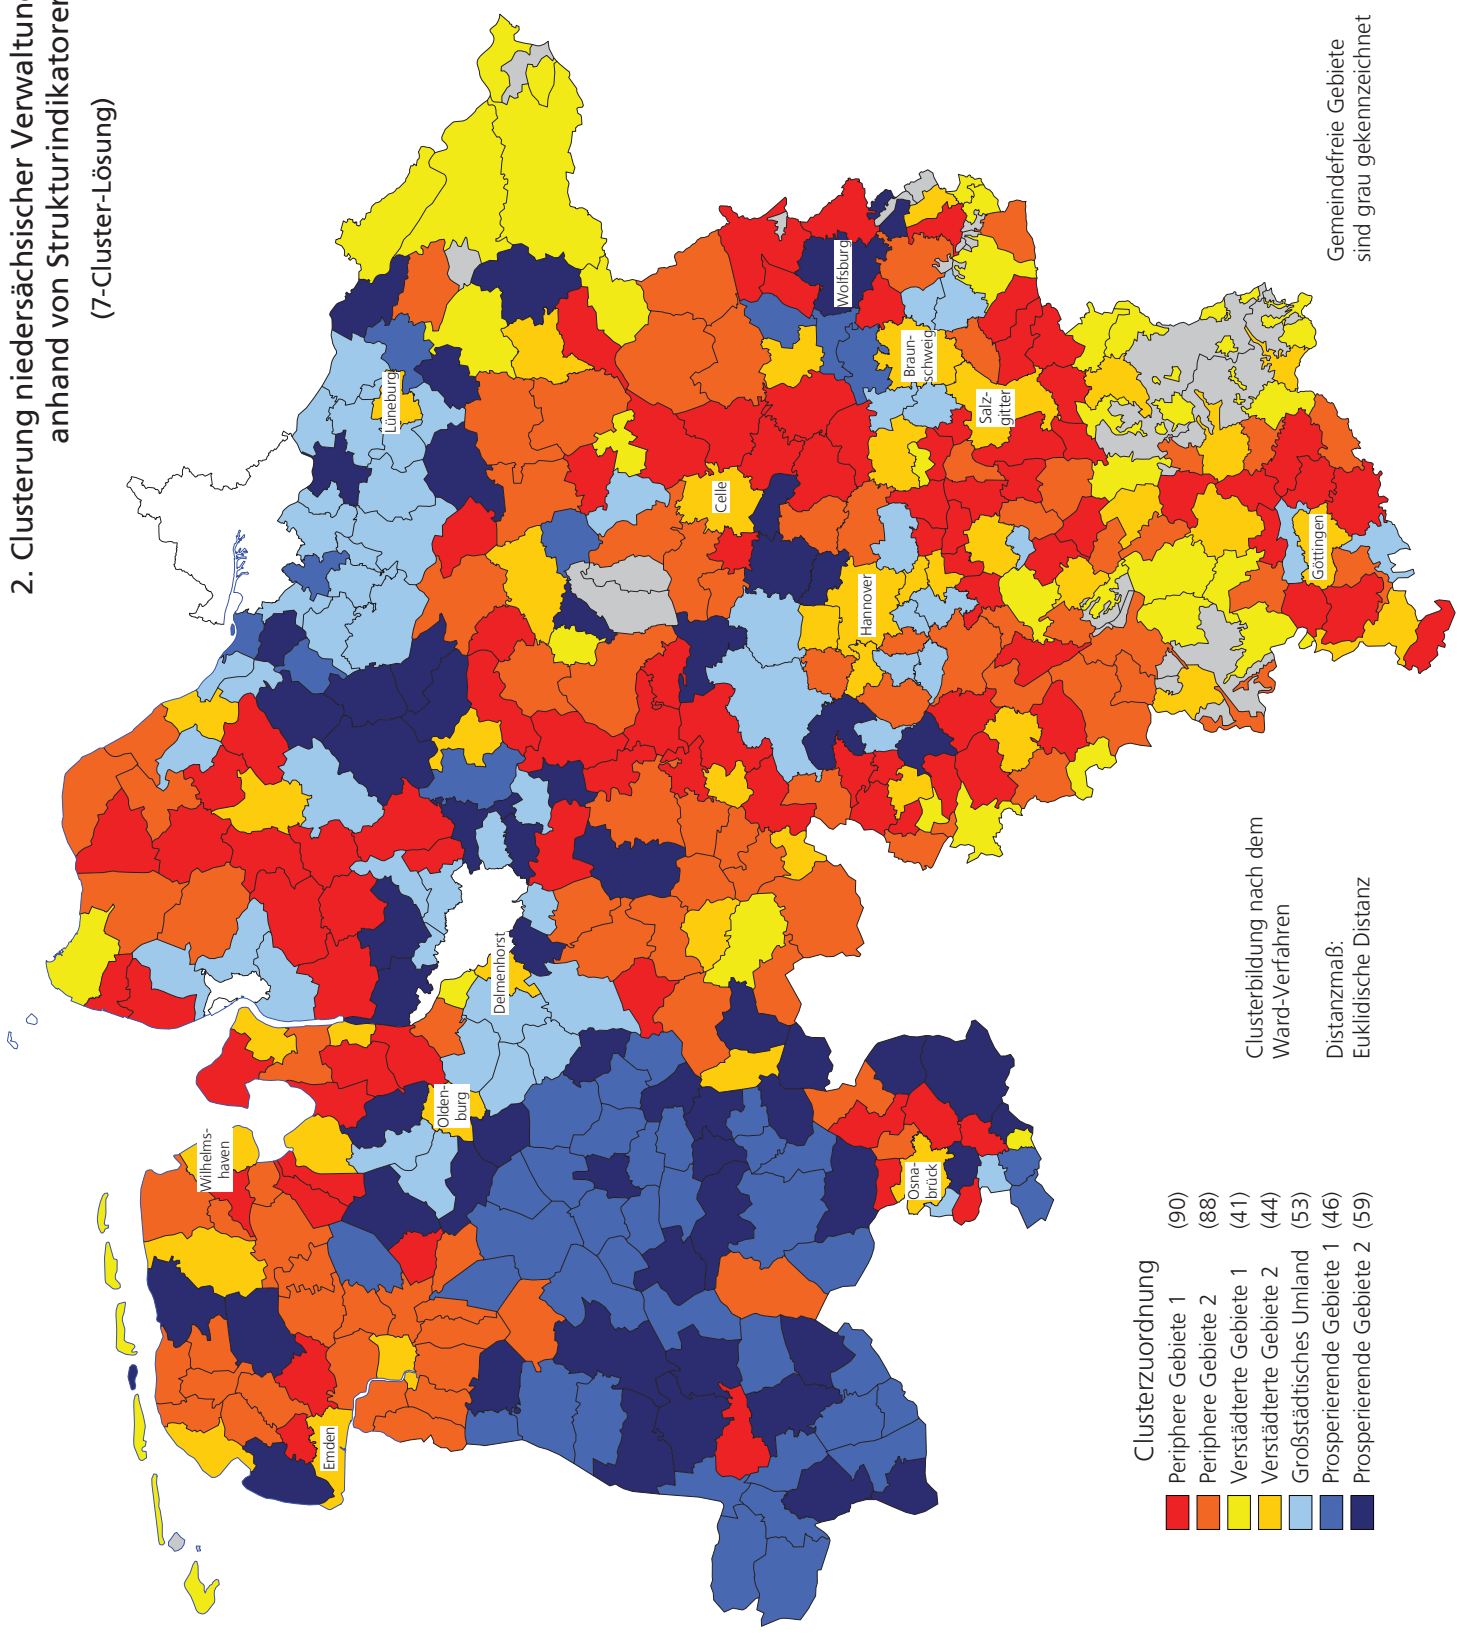 2. Clusterung niedersächsischer
anhand von Strukturindikatoren
(7-Cluster-Lösung)
Lüneburg
Wolfsburg
Braun-
schweig
Salz-
gitter
Celle
Hannover
Göttingen
Delmenhorst
Olden-
burg
Wilhelms-
haven
Osna-
brück
Emden
Gemeindefreie Gebiete
sind grau gekennzeichnet
Clusterbildung nach dem
Ward-Verfahren
Distanzmaß:
Euklidische Distanz
Clusterzuordnung
Periphere Gebiete 1 (90)
Periphere Gebiete 2 (88)
Verstädterte Gebiete 1 (41)
Verstädterte Gebiete 2 (44)
Großstädtisches Umland (53)
Prosperierende Gebiete 1 (46)
Prosperierende Gebiete 2 (59)